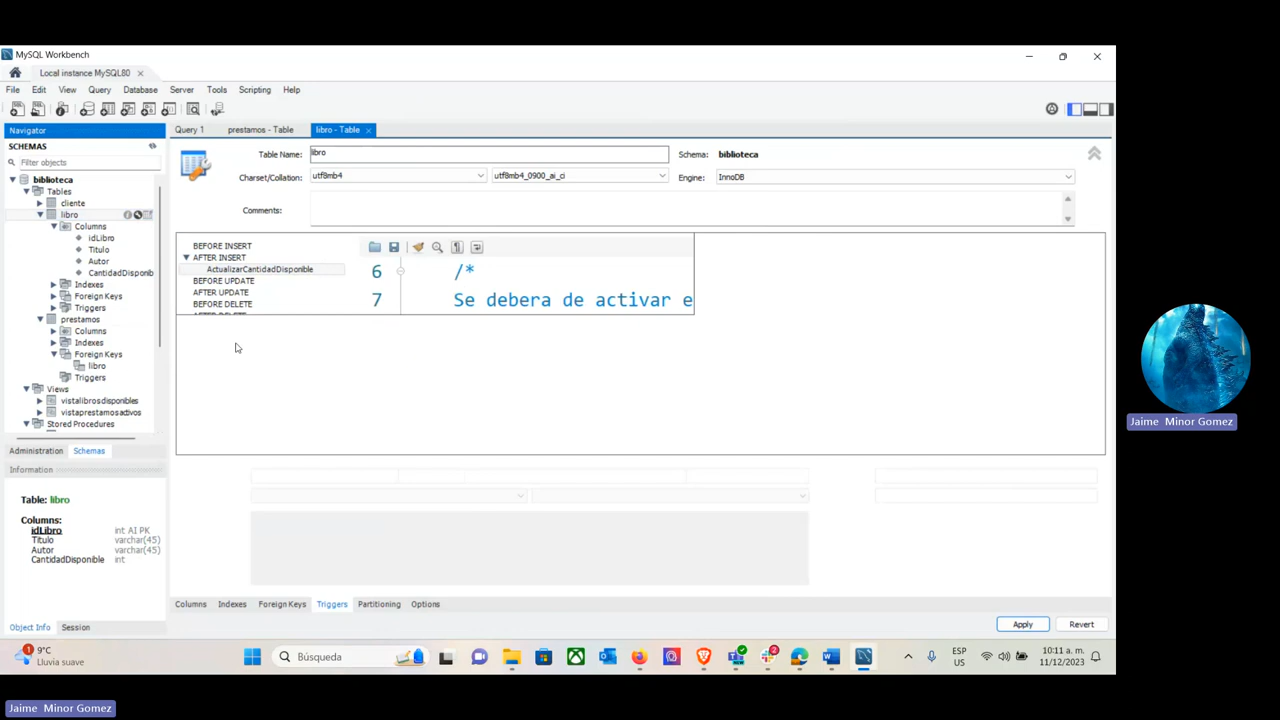 MySQL Workbench
Local instance MySQL80
File Edit View Query Database Server Tools Scripting Help
Navigator
SCHEMAS
Filter objects
biblioteca
Tables
cliente
libro
Columns
idLibro
Titulo
Autor
CantidadDisponib
Indexes
Foreign Keys
Triggers
prestamos
Columns
Indexes
Foreign Keys
libro
Triggers
Views
vistalibrosdisponibles
vistaprestamosactivos
Stored Procedures
Administration Schemas
Information
Table: libro
Columns:
idLibro int AI PK
Titulo varchar(45)
Autor varchar(45)
CantidadDisponible int
Object Info Session
Query 1 prestamos - Table libro - Table
Table Name: libro Schema: biblioteca
Charset/Collation: utf8mb4 utf8mb4_0900_ai_ci Engine: InnoDB
Comments:
BEFORE INSERT
AFTER INSERT
ActualizarCantidadDisponible
BEFORE UPDATE
AFTER UPDATE
BEFORE DELETE
AFTER DELETE
6 /*
7 Se debera de activar e
Columns Indexes Foreign Keys Triggers Partitioning Options
Apply Revert
Jaime Minor Gomez
1 9°C
Lluvia suave
Búsqueda
2
ESP
US
10:11 a. m.
11/12/2023
Jaime Minor Gomez